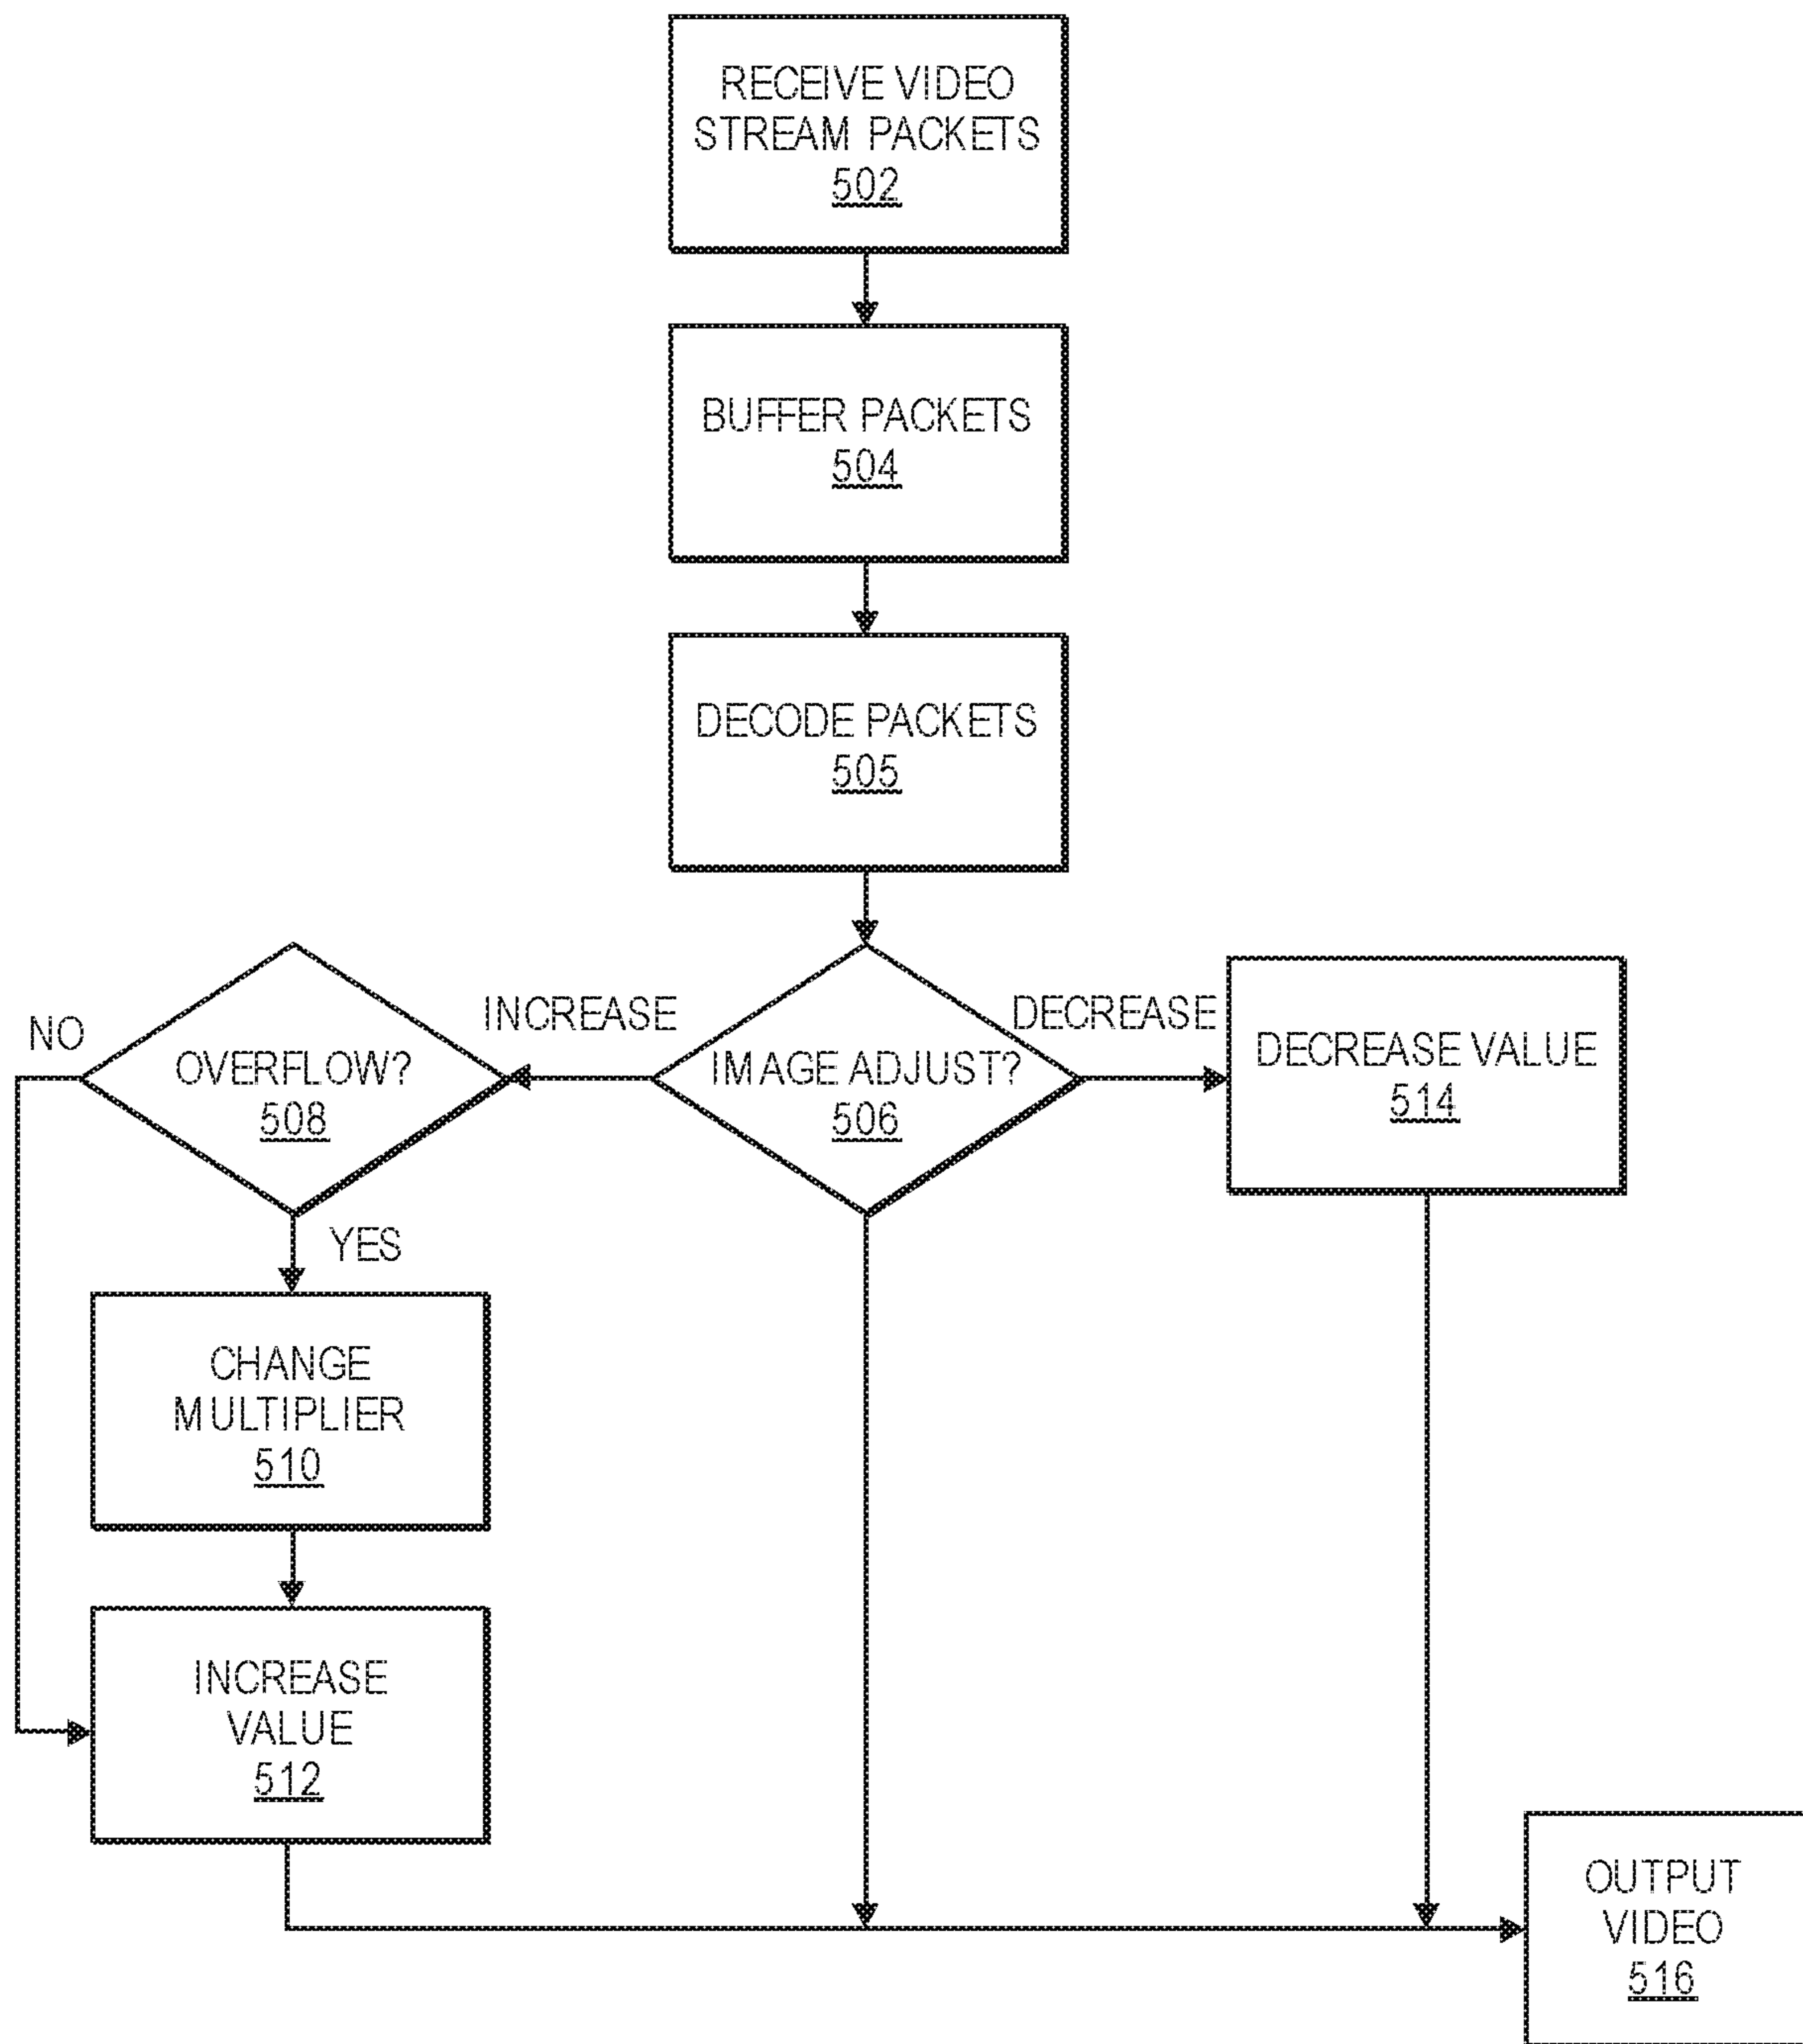 RECEIVE VIDEO
STREAM PACKETS
502
BUFFER PACKETS
504
DECODE PACKETS
505
NO
OVERFLOW?
508
INCREASE
IMAGE ADJUST?
506
DECREASE
DECREASE VALUE
514
YES
CHANGE
MULTIPLIER
510
INCREASE
VALUE
512
OUTPUT
VIDEO
516